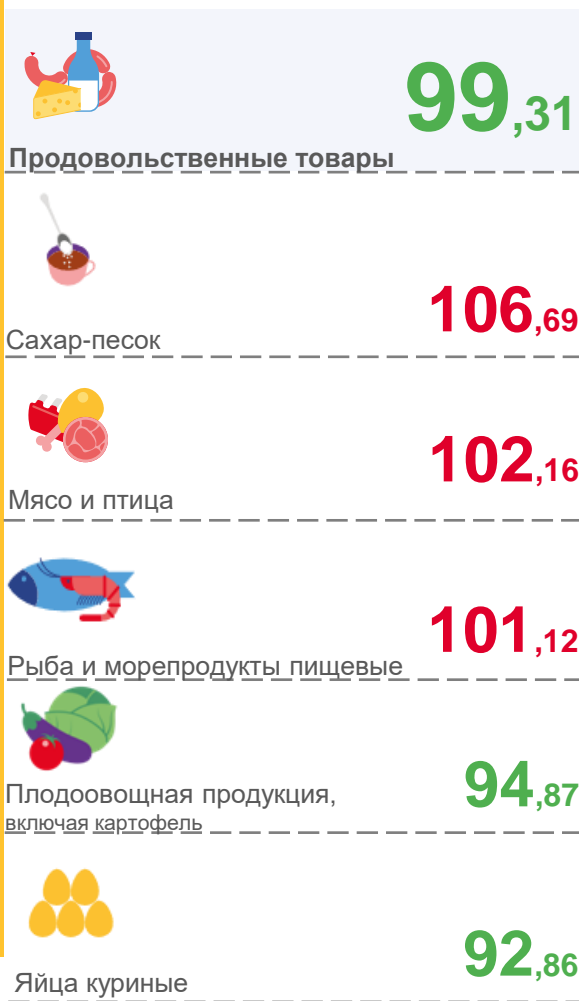 99,31
Продовольственные товары
106,69
Сахар-песок
102,16
Мясо и птица
101,12
Рыба и морепродукты пищевые
94,87
Плодоовощная продукция,
включая картофель
92,86
Яйца куриные